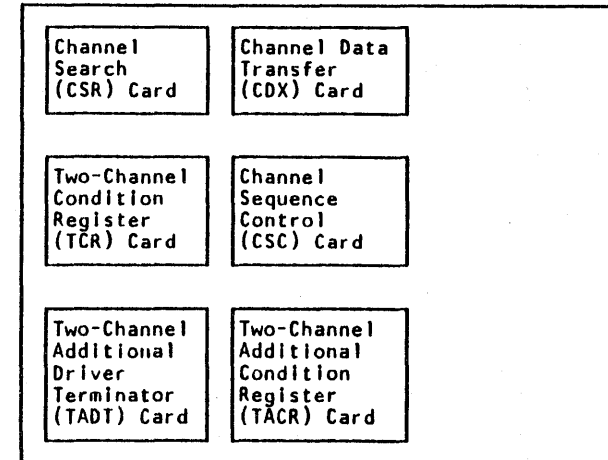 Channel
Search
(CSR) Card
Channel Data
Transfer
(CDX) Card
Two-Channel
Condition
Register
(TCR) Card
Channel
Sequence
Control
(CSC) Card
Two-Channel
Additional
Driver
Terminator
(TADT) Card
Two-Channel
Additional
Condition
Register
(TACR) Card